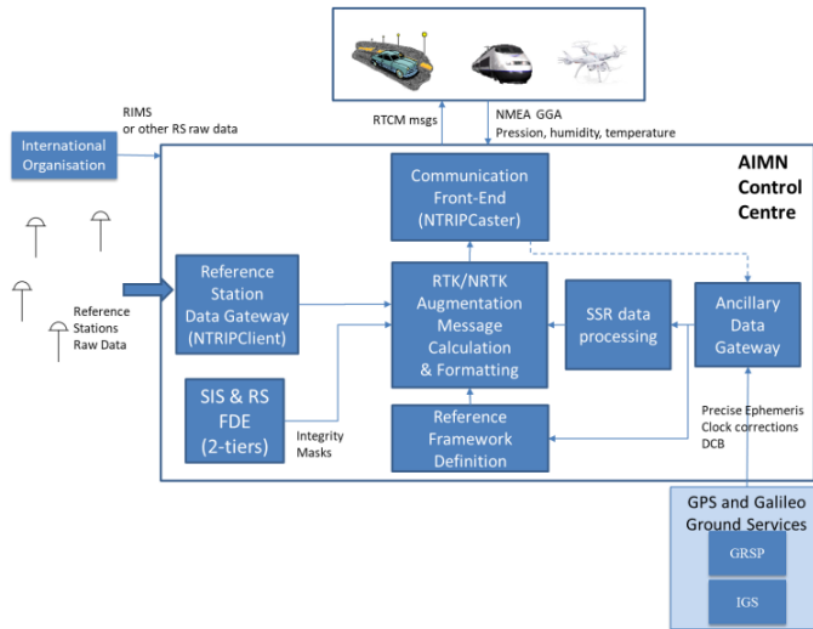 RIMS
or other RS raw data
International
Organisation
RTCM msgs
NMEA GGA
Pression, humidity, temperature
AIMN
Control
Centre
Communication
Front-End
(NTRIPCaster)
Reference
Station
Data Gateway
(NTRIPClient)
Reference
Stations
Raw Data
RTK/NRTK
Augmentation
Message
Calculation
& Formatting
SSR data
processing
Ancillary
Data
Gateway
SIS & RS
FDE
(2-tiers)
Integrity
Masks
Reference
Framework
Definition
Precise Ephemeris
Clock corrections
DCB
GPS and Galileo
Ground Services
GRSP
IGS